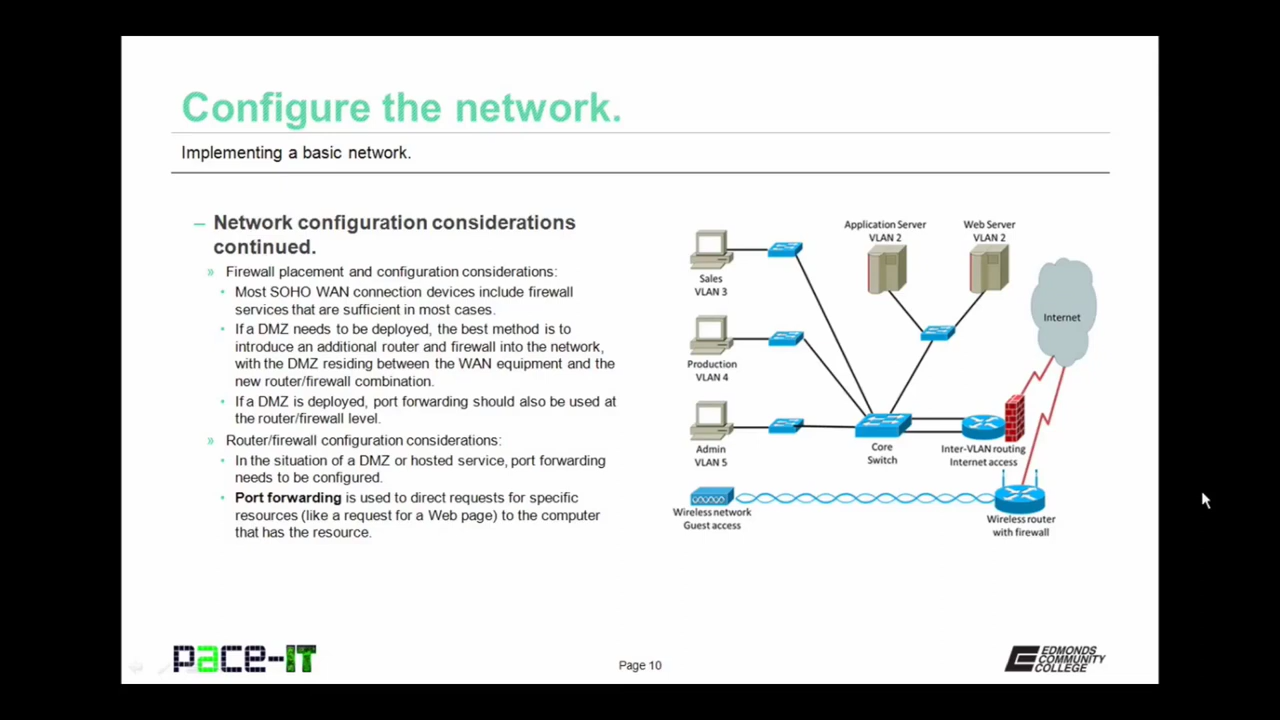 Configure the network.
Implementing a basic network.
– Network configuration considerations
continued.
» Firewall placement and configuration considerations:
• Most SOHO WAN connection devices include firewall
services that are sufficient in most cases.
• If a DMZ needs to be deployed, the best method is to
introduce an additional router and firewall into the network,
with the DMZ residing between the WAN equipment and the
new router/firewall combination.
• If a DMZ is deployed, port forwarding should also be used at
the router/firewall level.
» Router/firewall configuration considerations:
• In the situation of a DMZ or hosted service, port forwarding
needs to be configured.
• Port forwarding is used to direct requests for specific
resources (like a request for a Web page) to the computer
that has the resource.
Application Server
VLAN 2
Web Server
VLAN 2
Sales
VLAN 3
Internet
Production
VLAN 4
Admin
VLAN 5
Core
Switch
Inter-VLAN routing
Internet access
Wireless network
Guest access
Wireless router
with firewall
pace-IT
Page 10
EDMONDS
COMMUNITY
COLLEGE